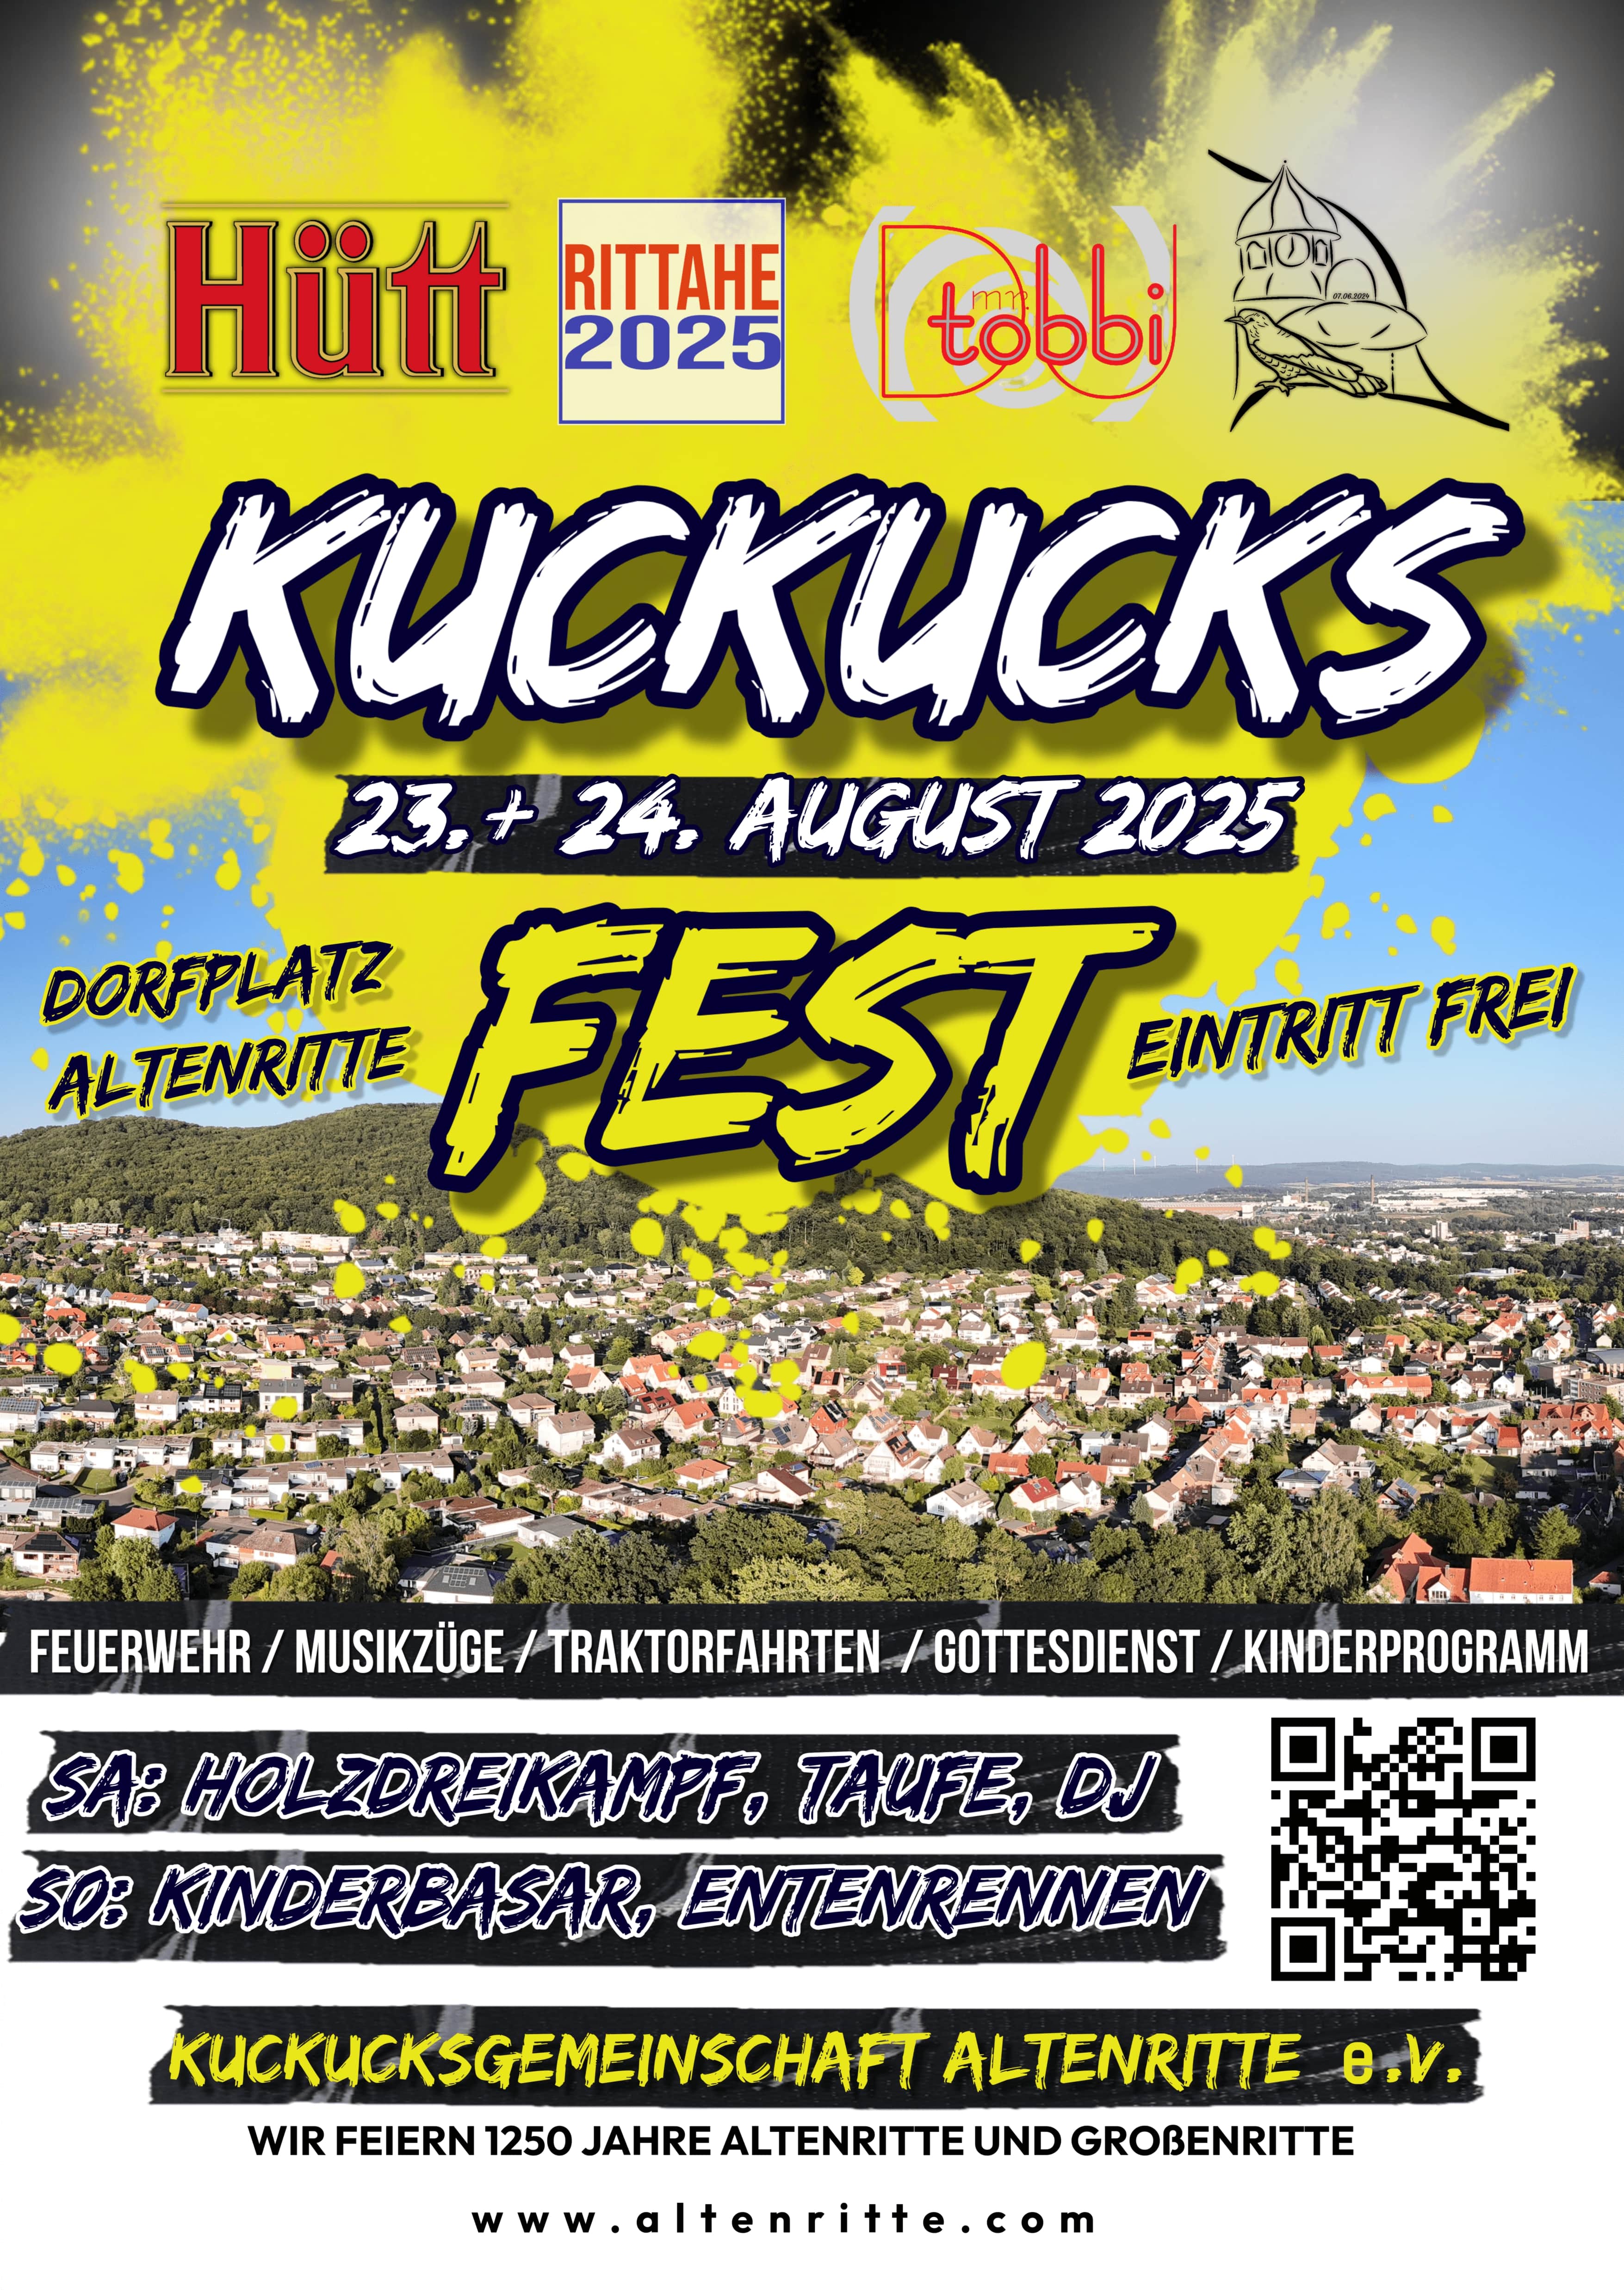 Hütt
RITTAHE
2025
DJ
mr.
tobbi
07.06.2024
KUCKUCKS
23. + 24. AUGUST 2025
FEST
DORFPLATZ
ALTENRITTE
EINTRITT FREI
FEUERWEHR / MUSIKZÜGE / TRAKTORFAHRTEN / GOTTESDIENST / KINDERPROGRAMM
SA: HOLZDREIKAMPF, TAUFE, DJ
SO: KINDERBASAR, ENTENRENNEN
KUCKUCKSGEMEINSCHAFT ALTENRITTE e.V.
WIR FEIERN 1250 JAHRE ALTENRITTE UND GROßENRITTE
www.altenritte.com